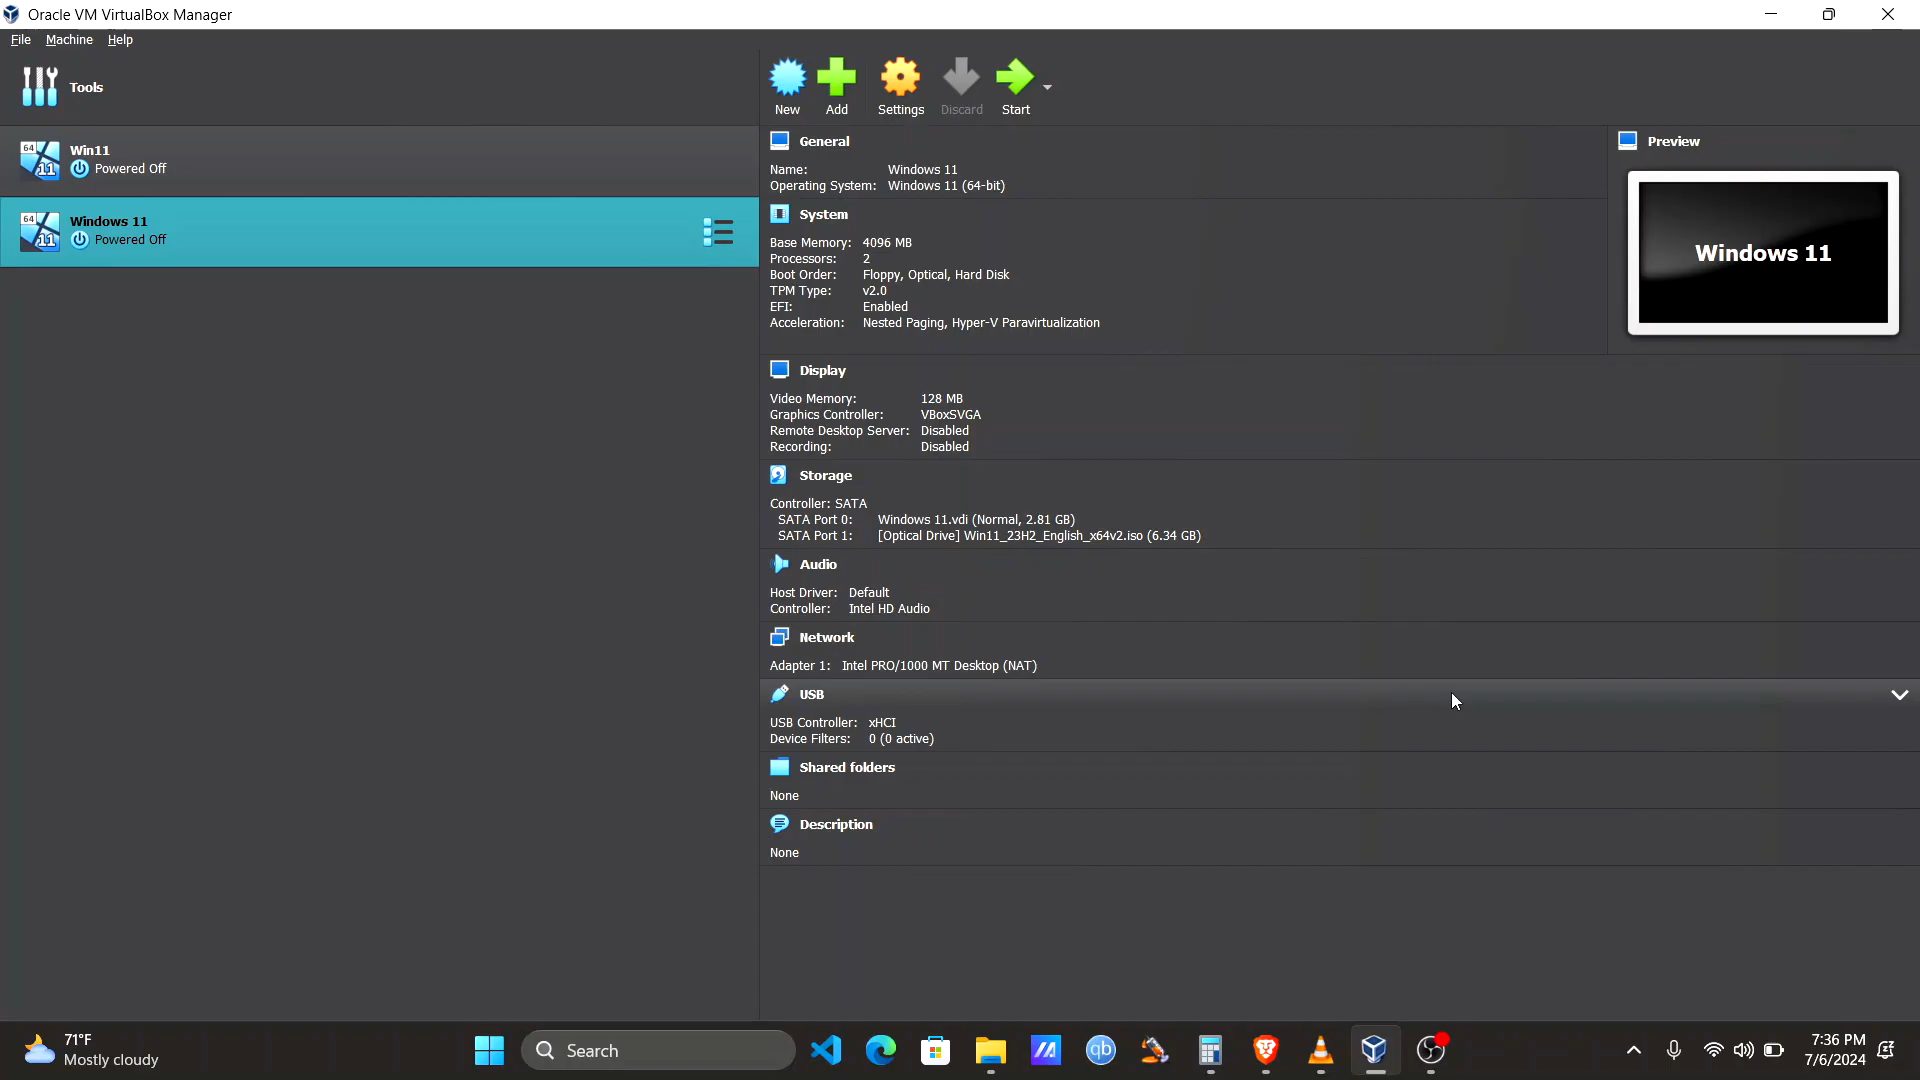 Oracle VM VirtualBox Manager
File Machine Help
Tools
New Add Settings Discard Start
64 11 Win11
Powered Off
64 11 Windows 11
Powered Off
General
Name: Windows 11
Operating System: Windows 11 (64-bit)
Preview
Windows 11
System
Base Memory: 4096 MB
Processors: 2
Boot Order: Floppy, Optical, Hard Disk
TPM Type: v2.0
EFI: Enabled
Acceleration: Nested Paging, Hyper-V Paravirtualization
Display
Video Memory: 128 MB
Graphics Controller: VBoxSVGA
Remote Desktop Server: Disabled
Recording: Disabled
Storage
Controller: SATA
SATA Port 0: Windows 11.vdi (Normal, 2.81 GB)
SATA Port 1: [Optical Drive] Win11_23H2_English_x64v2.iso (6.34 GB)
Audio
Host Driver: Default
Controller: Intel HD Audio
Network
Adapter 1: Intel PRO/1000 MT Desktop (NAT)
USB
USB Controller: xHCI
Device Filters: 0 (0 active)
Shared folders
None
Description
None
71°F
Mostly cloudy
Search
qb
7:36 PM
7/6/2024